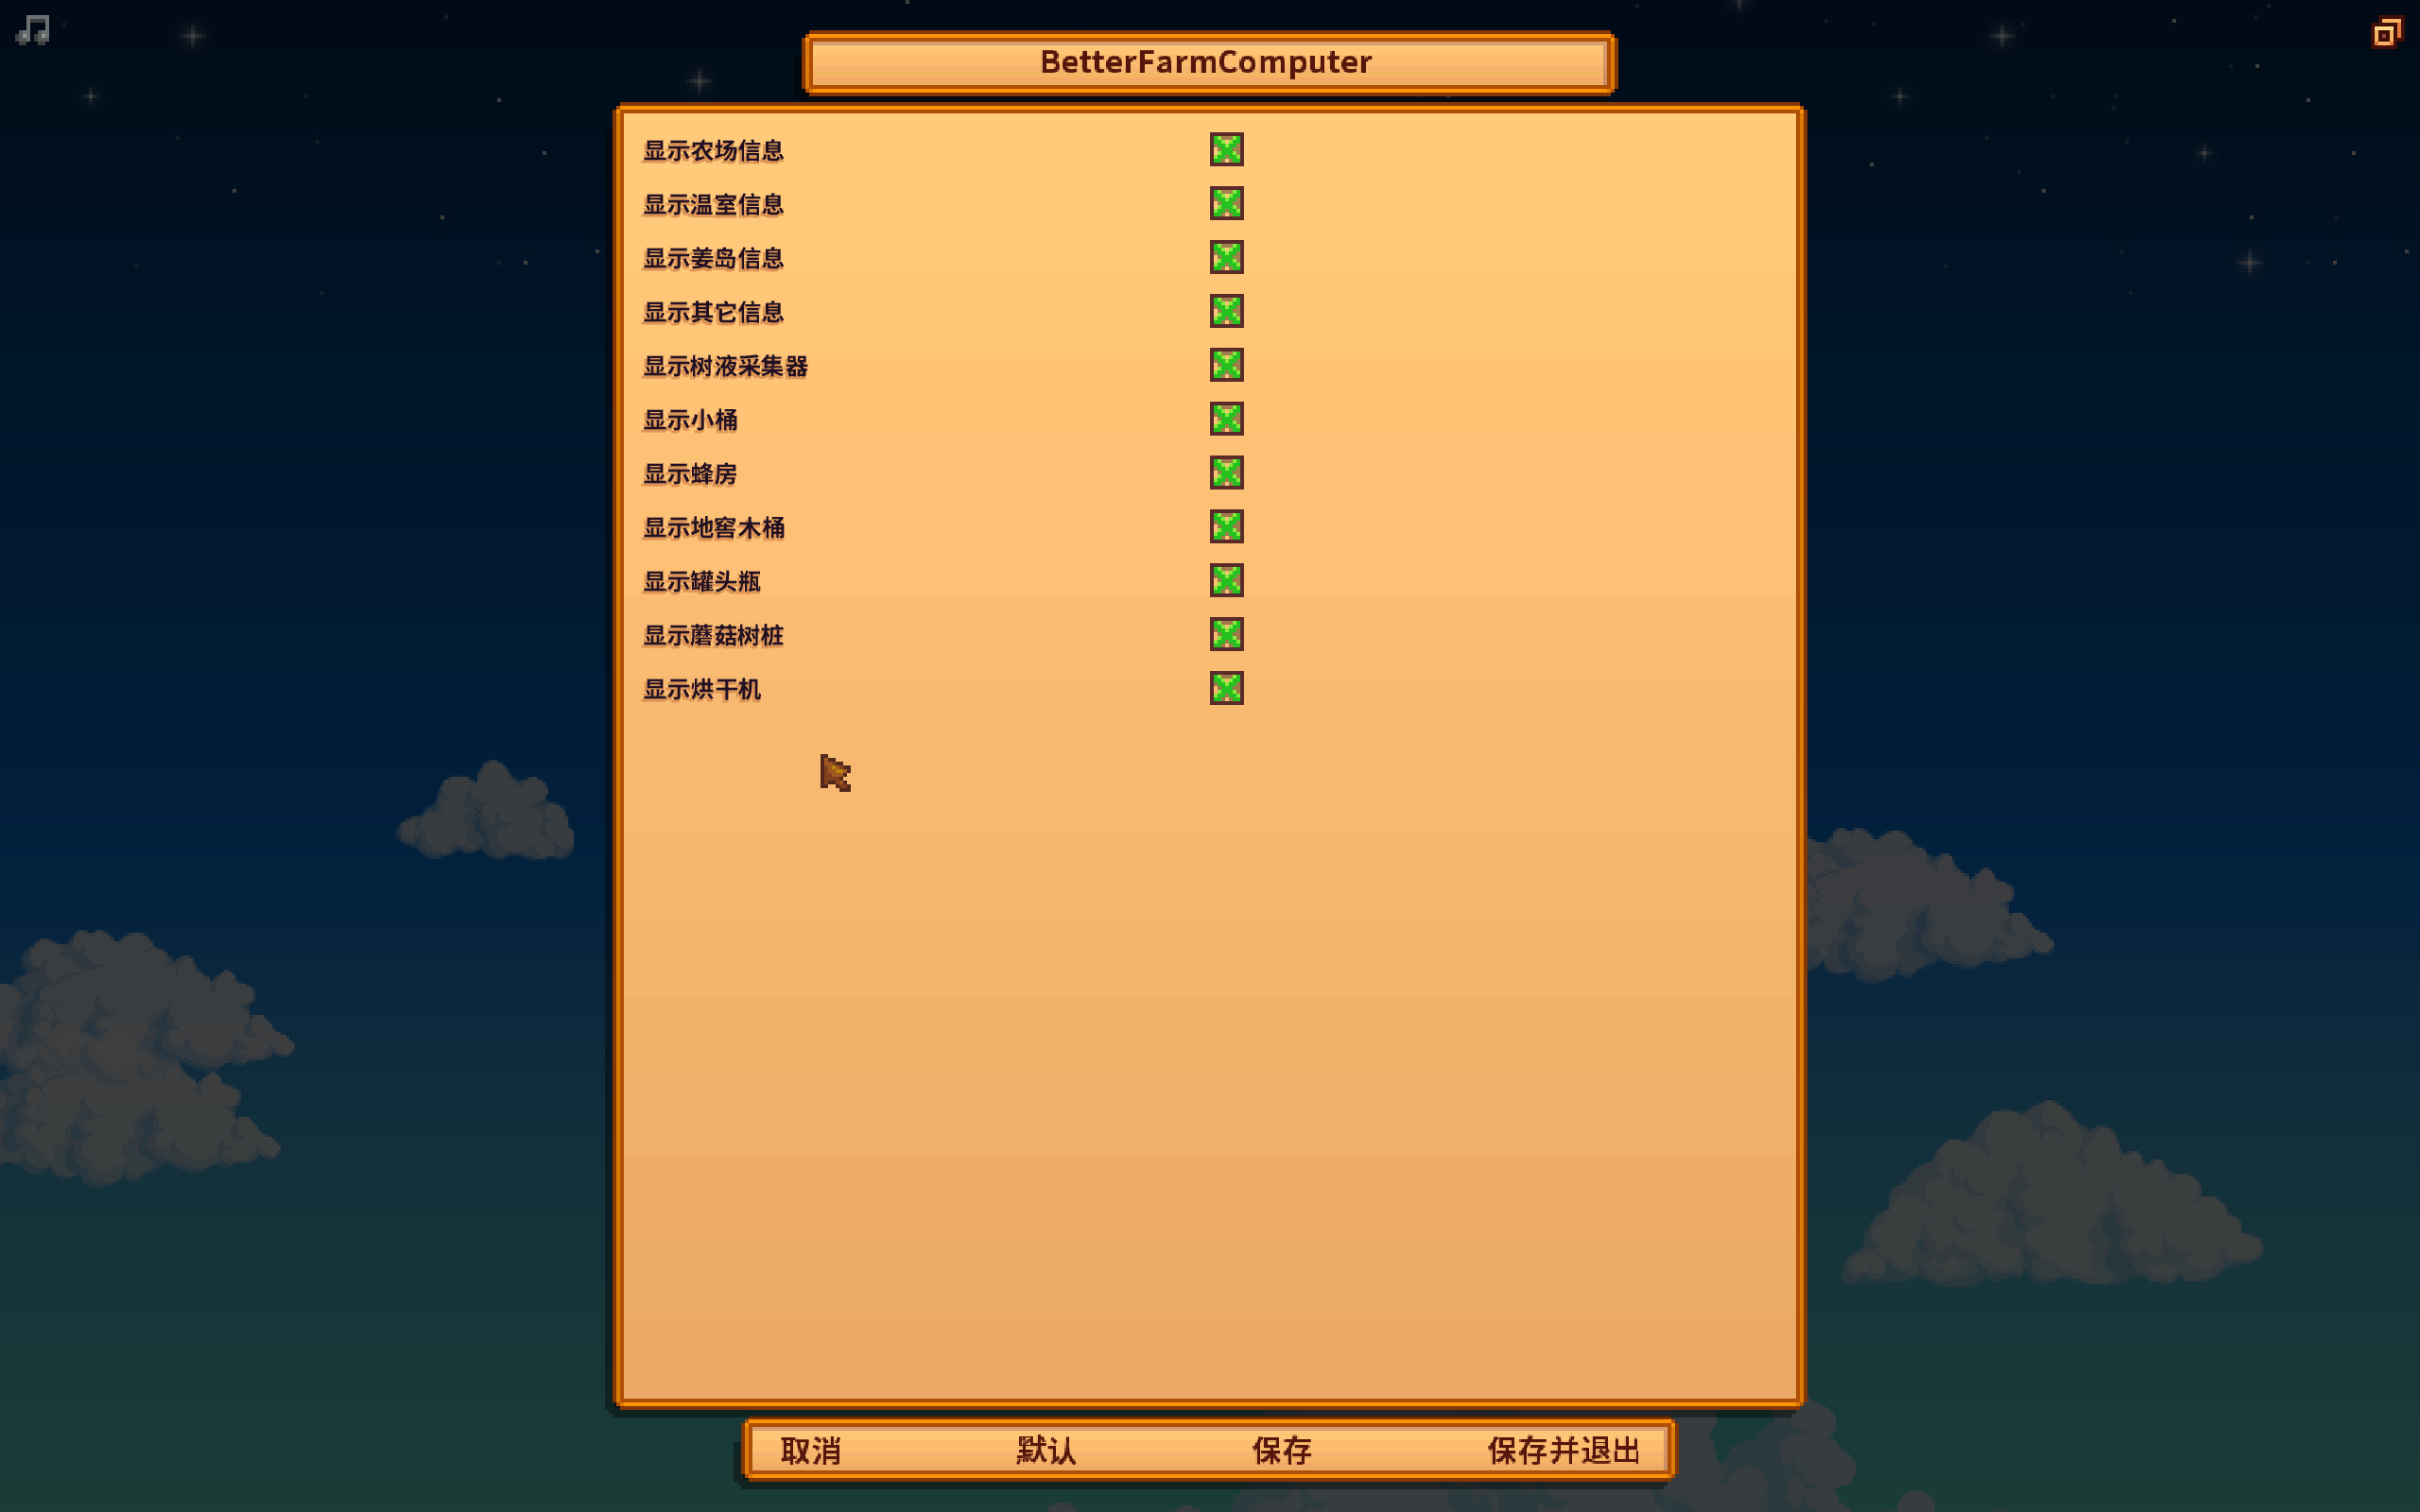 BetterFarmComputer
显示农场信息
显示温室信息
显示姜岛信息
显示其它信息
显示树液采集器
显示小桶
显示蜂房
显示地窖木桶
显示罐头瓶
显示蘑菇树桩
显示烘干机
取消 默认 保存 保存并退出